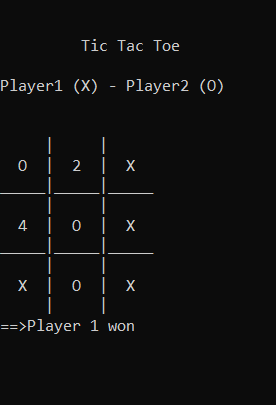 Tic Tac Toe
Player1 (X) - Player2 (O)
O | 2 | X
4 | O | X
X | O | X
==>Player 1 won